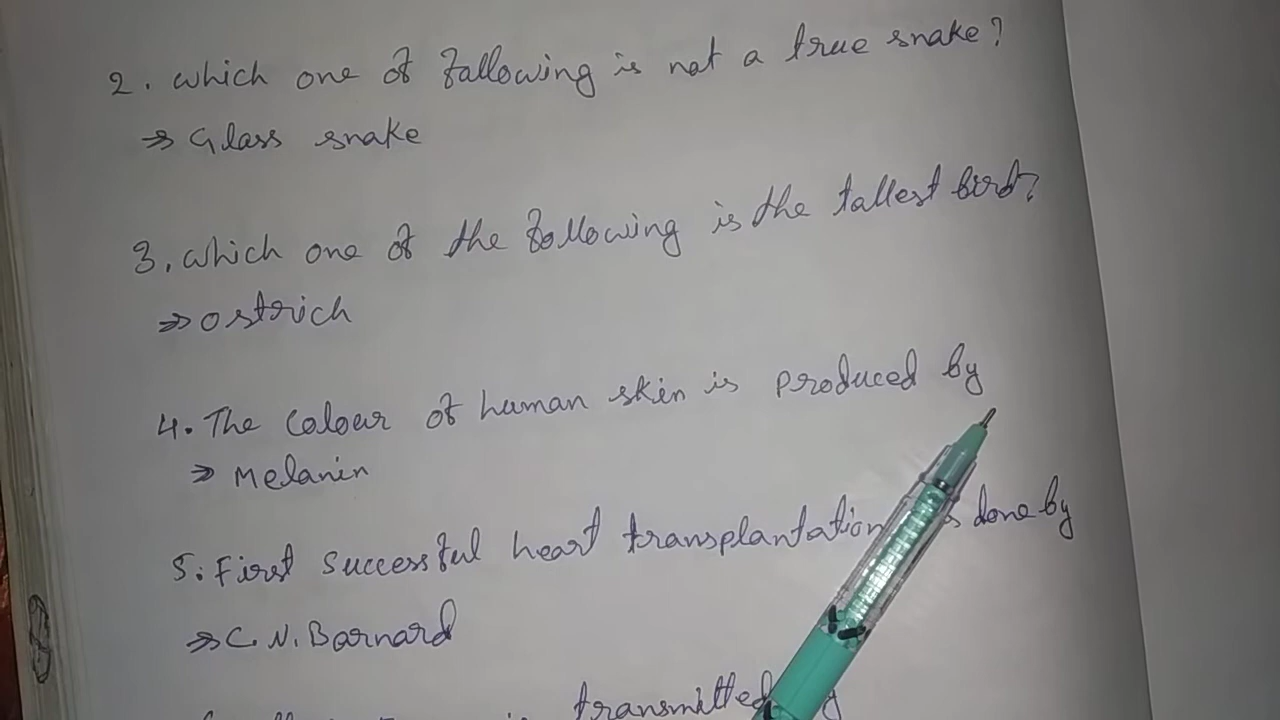 2. Which one of following is not a true snake?
⇒ Glass snake
3. Which one of the following is the tallest bird?
⇒ Ostrich
4. The Colour of human skin is produced by
⇒ Melanin
5. First Successful heart transplantation done by
⇒ C. N. Barnard
transmitted